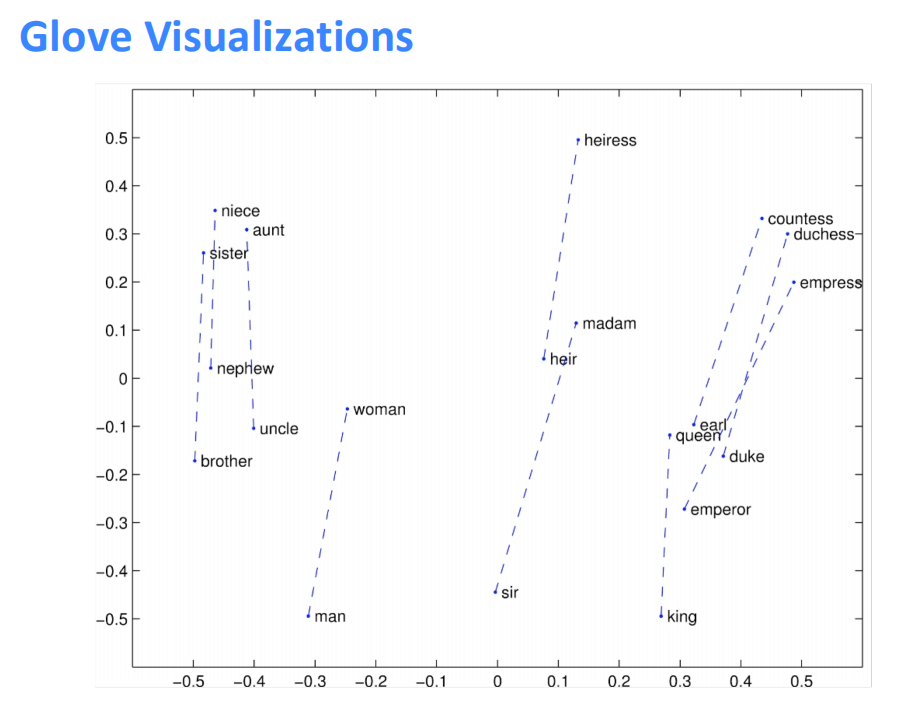 Glove Visualizations
0.5
heiress
0.4
niece
countess
aunt
0.3
duchess
sister
0.2
empress
0.1
madam
heir
0
nephew
woman
−0.1
earl
uncle
queen
brother
duke
−0.2
emperor
−0.3
−0.4
sir
−0.5
man
king
−0.5 −0.4 −0.3 −0.2 −0.1 0 0.1 0.2 0.3 0.4 0.5